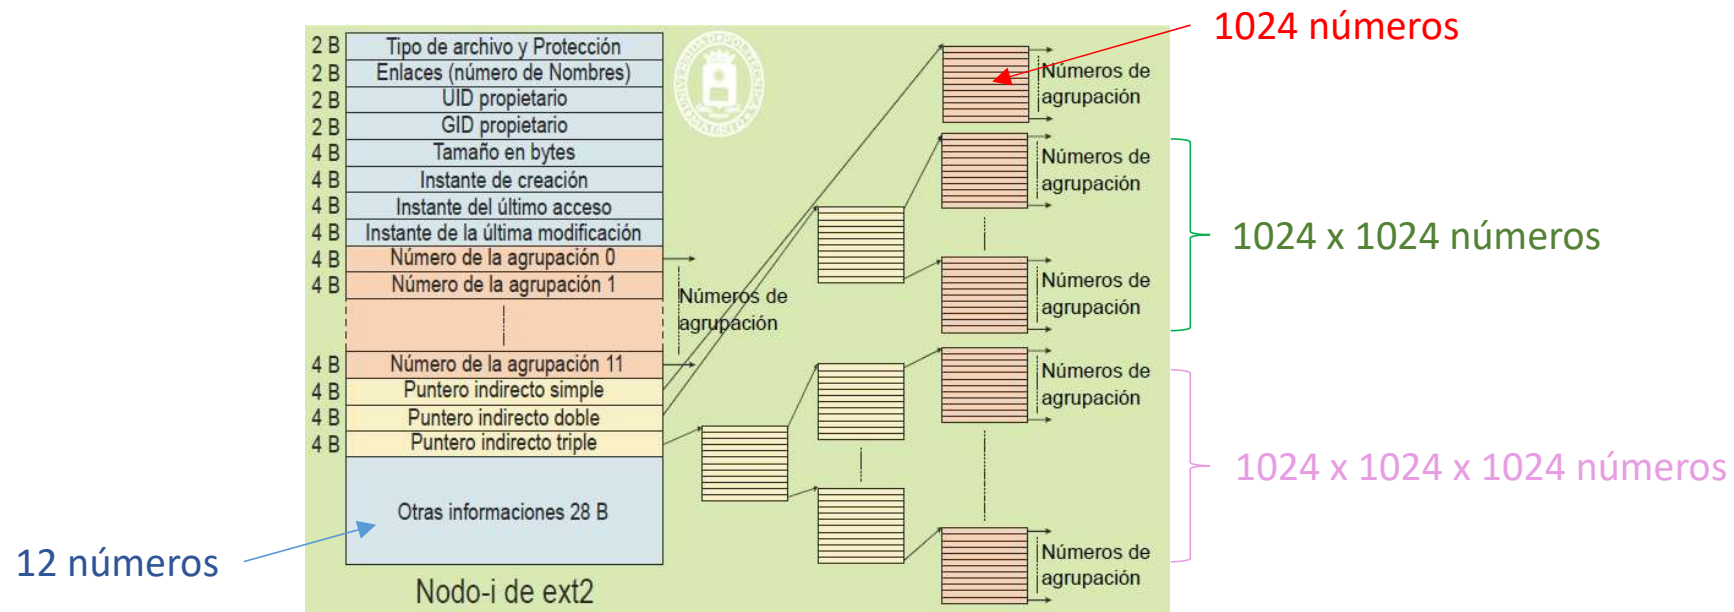 1024 números
2 B Tipo de archivo y Protección
2 B Enlaces (número de Nombres)
2 B UID propietario
2 B GID propietario
4 B Tamaño en bytes
4 B Instante de creación
4 B Instante del último acceso
4 B Instante de la última modificación
4 B Número de la agrupación 0
4 B Número de la agrupación 1
4 B Número de la agrupación 11
4 B Puntero indirecto simple
4 B Puntero indirecto doble
4 B Puntero indirecto triple
Otras informaciones 28 B
Nodo-i de ext2
12 números
Números de
agrupación
UNIVERSIDAD POLITECNICA
MADRID
Números de
agrupación
Números de
agrupación
Números de
agrupación
1024 x 1024 números
Números de
agrupación
Números de
agrupación
1024 x 1024 x 1024 números